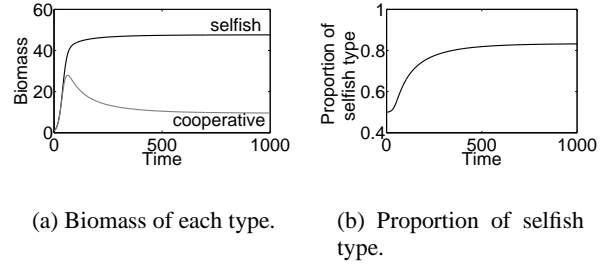 60
40
20
0
Biomass
selfish
cooperative
0
500
1000
Time
1
0.8
0.6
0.4
Proportion of
selfish type
0
500
1000
Time
(a) Biomass of each type.
(b) Proportion of selfish
type.